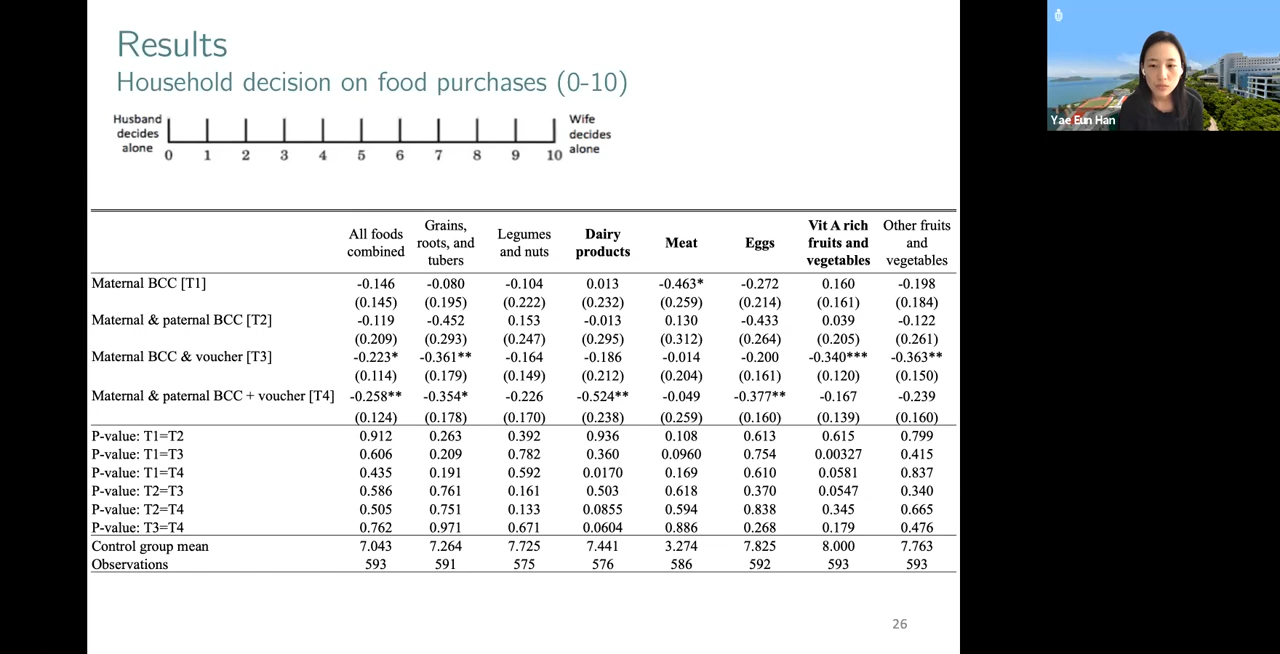 Results
Household decision on food purchases (0-10)
Husband decides alone
Wife decides alone
0 1 2 3 4 5 6 7 8 9 10
All foods combined Grains, roots, and tubers Legumes and nuts Dairy products Meat Eggs Vit A rich fruits and vegetables Other fruits and vegetables
Maternal BCC [T1] -0.146 -0.080 -0.104 0.013 -0.463* -0.272 0.160 -0.198
(0.145) (0.195) (0.222) (0.232) (0.259) (0.214) (0.161) (0.184)
Maternal & paternal BCC [T2] -0.119 -0.452 0.153 -0.013 0.130 -0.433 0.039 -0.122
(0.209) (0.293) (0.247) (0.295) (0.312) (0.264) (0.205) (0.261)
Maternal BCC & voucher [T3] -0.223* -0.361** -0.164 -0.186 -0.014 -0.200 -0.340*** -0.363**
(0.114) (0.179) (0.149) (0.212) (0.204) (0.161) (0.120) (0.150)
Maternal & paternal BCC + voucher [T4] -0.258** -0.354* -0.226 -0.524** -0.049 -0.377** -0.167 -0.239
(0.124) (0.178) (0.170) (0.238) (0.259) (0.160) (0.139) (0.160)
P-value: T1=T2 0.912 0.263 0.392 0.936 0.108 0.613 0.615 0.799
P-value: T1=T3 0.606 0.209 0.782 0.360 0.0960 0.754 0.00327 0.415
P-value: T1=T4 0.435 0.191 0.592 0.0170 0.169 0.610 0.0581 0.837
P-value: T2=T3 0.586 0.761 0.161 0.503 0.618 0.370 0.0547 0.340
P-value: T2=T4 0.505 0.751 0.133 0.0855 0.594 0.838 0.345 0.665
P-value: T3=T4 0.762 0.971 0.671 0.0604 0.886 0.268 0.179 0.476
Control group mean 7.043 7.264 7.725 7.441 3.274 7.825 8.000 7.763
Observations 593 591 575 576 586 592 593 593
26
Yae Eun Han